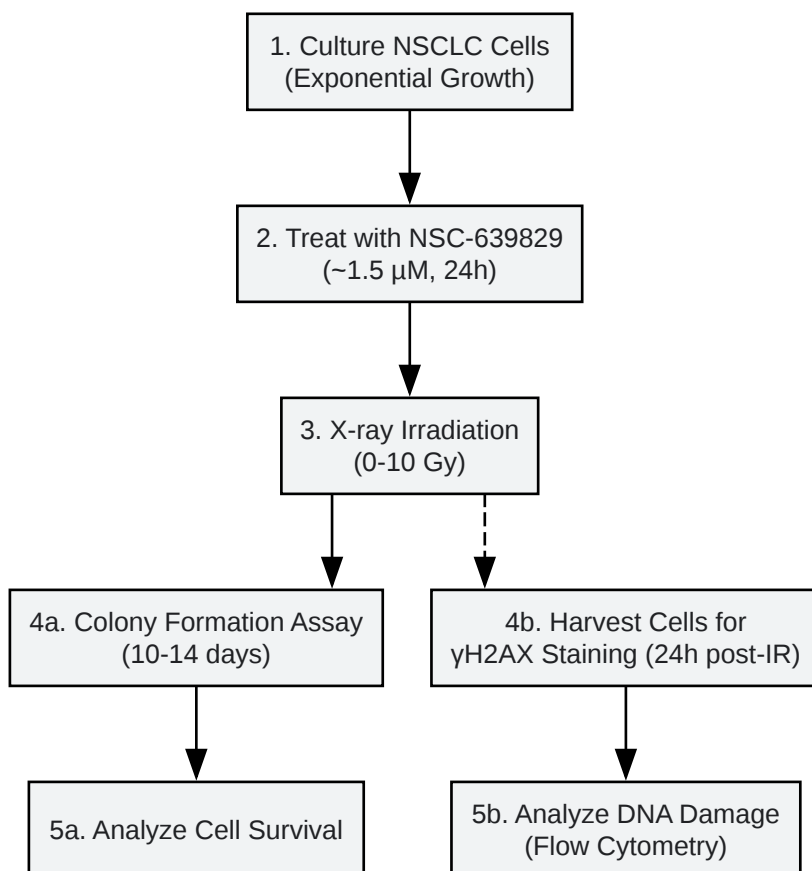 1. Culture NSCLC Cells
(Exponential Growth)
2. Treat with NSC-639829
(~1.5 µM, 24h)
3. X-ray Irradiation
(0-10 Gy)
4a. Colony Formation Assay
(10-14 days)
4b. Harvest Cells for
γH2AX Staining (24h post-IR)
5a. Analyze Cell Survival
5b. Analyze DNA Damage
(Flow Cytometry)